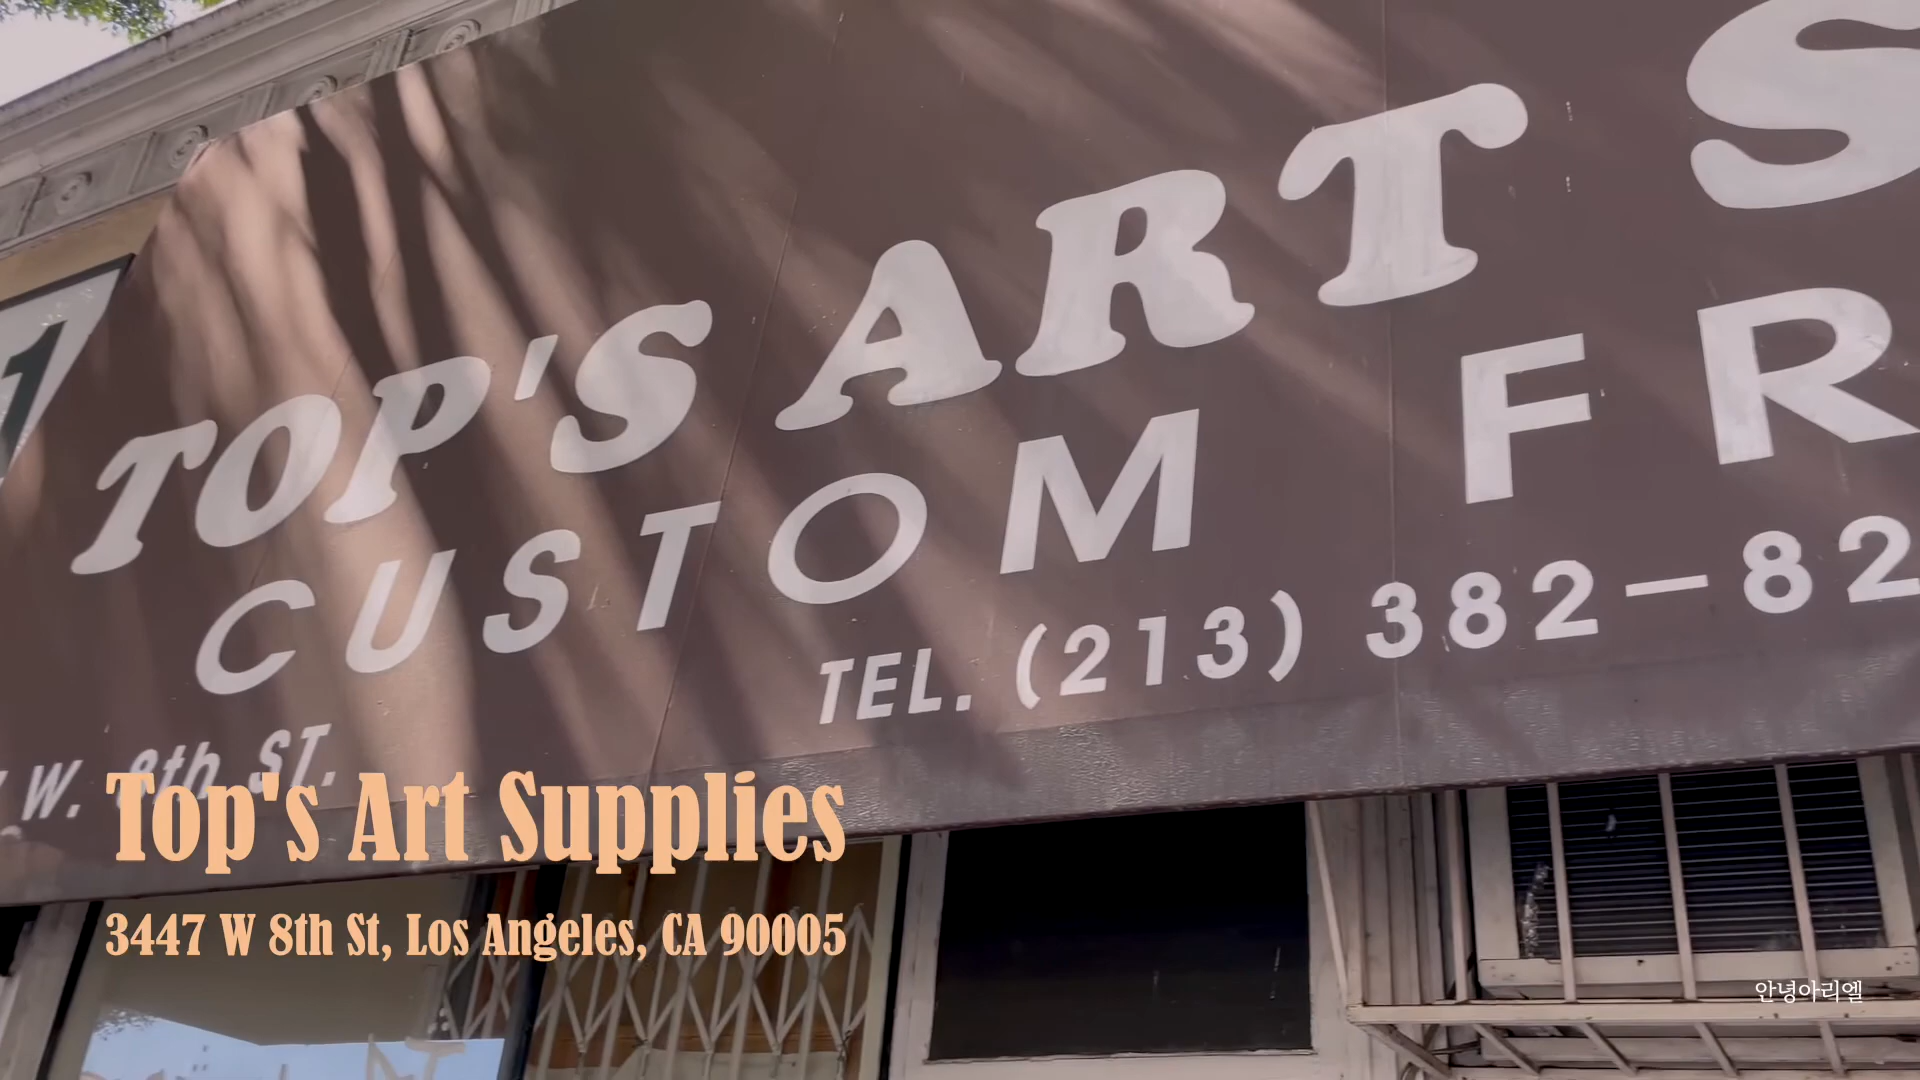 TOP'S ART S
CUSTOM FR
TEL. (213) 382-82
W. 8th ST.
Top's Art Supplies
3447 W 8th St, Los Angeles, CA 90005
안녕아리엘